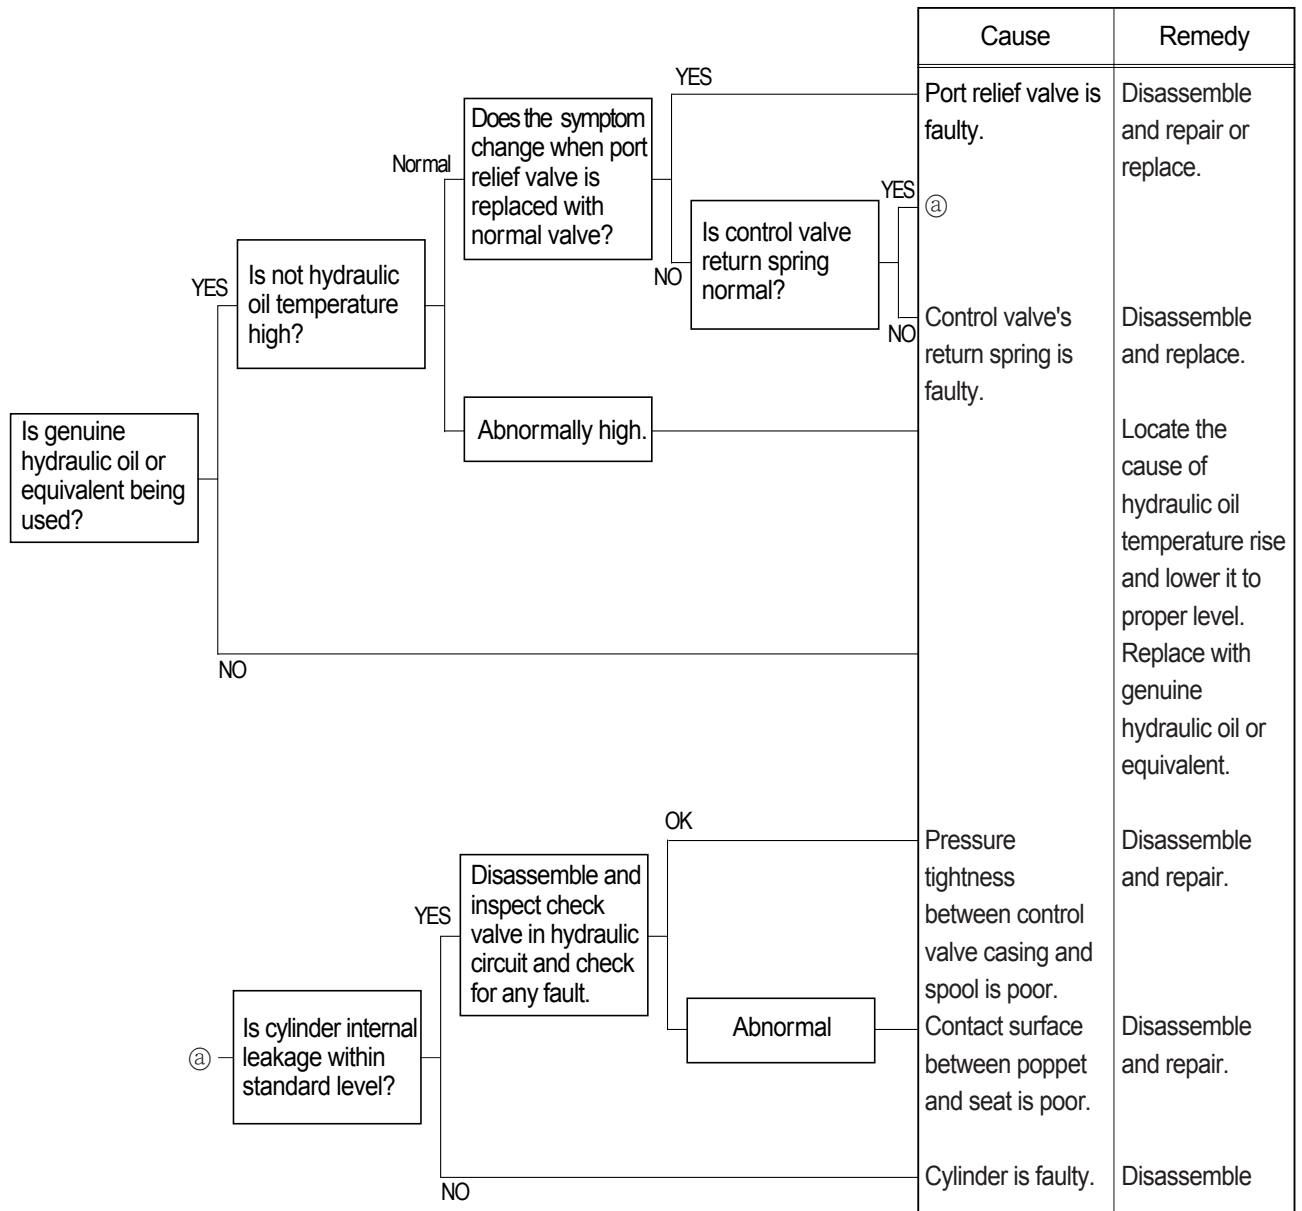 Cause
Remedy
YES
Port relief valve is
faulty.
Disassemble
and repair or
replace.
Does the symptom
change when port
relief valve is
replaced with
normal valve?
Normal
YES
ⓐ
Is control valve
return spring
normal?
NO
NO
Control valve's
return spring is
faulty.
Disassemble
and replace.
YES
Is not hydraulic
oil temperature
high?
Abnormally high.
Locate the
cause of
hydraulic oil
temperature rise
and lower it to
proper level.
Is genuine
hydraulic oil or
equivalent being
used?
NO
Replace with
genuine
hydraulic oil or
equivalent.
OK
Pressure
tightness
between control
valve casing and
spool is poor.
Disassemble
and repair.
YES
Disassemble and
inspect check
valve in hydraulic
circuit and check
for any fault.
Abnormal
Contact surface
between poppet
and seat is poor.
Disassemble
and repair.
ⓐ
Is cylinder internal
leakage within
standard level?
NO
Cylinder is faulty.
Disassemble